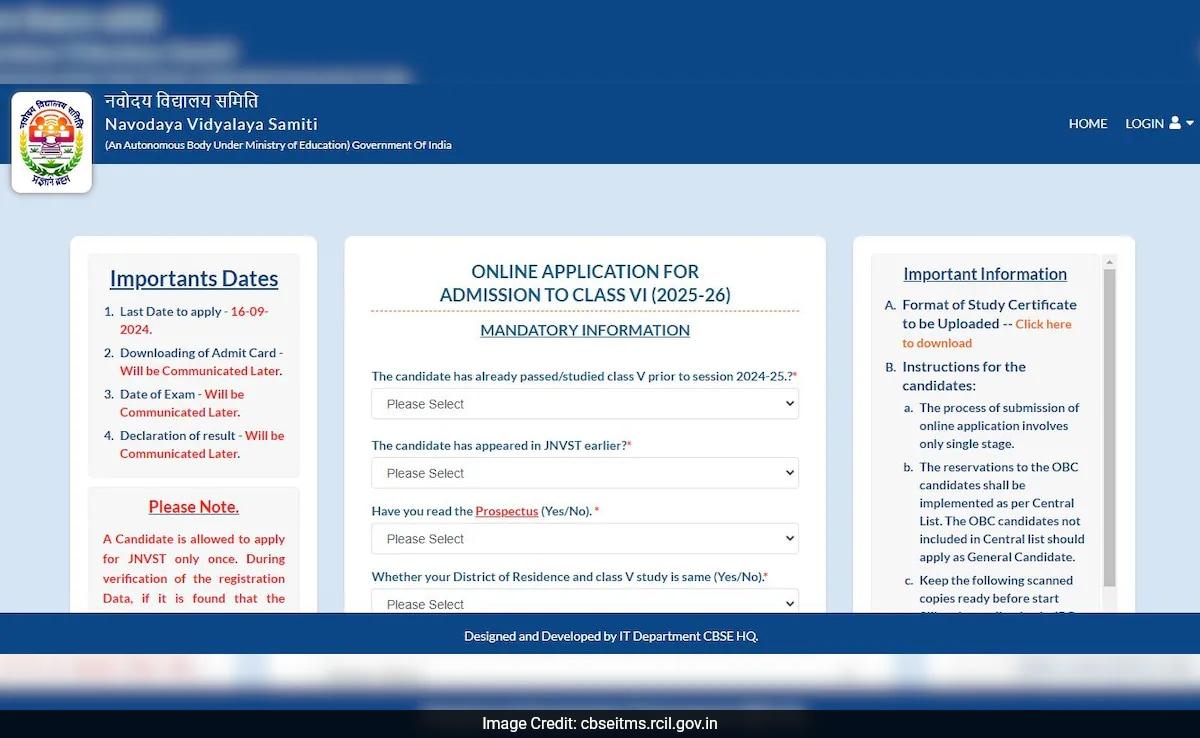 नवोदय विद्यालय समिति
Navodaya Vidyalaya Samiti
(An Autonomous Body Under Ministry of Education) Government Of India
HOME
LOGIN
नवोदय विद्यालय समिति
प्रज्ञानं ब्रह्म
Importants Dates
1. Last Date to apply - 16-09-
2024.
2. Downloading of Admit Card -
Will be Communicated Later.
3. Date of Exam - Will be
Communicated Later.
4. Declaration of result - Will be
Communicated Later.
Please Note.
A Candidate is allowed to apply
for JNVST only once. During
verification of the registration
Data, if it is found that the
ONLINE APPLICATION FOR
ADMISSION TO CLASS VI (2025-26)
MANDATORY INFORMATION
The candidate has already passed/studied class V prior to session 2024-25.?*
Please Select
The candidate has appeared in JNVST earlier?*
Please Select
Have you read the Prospectus (Yes/No). *
Please Select
Whether your District of Residence and class V study is same (Yes/No).*
Please Select
Important Information
A. Format of Study Certificate
to be Uploaded -- Click here
to download
B. Instructions for the
candidates:
a. The process of submission of
online application involves
only single stage.
b. The reservations to the OBC
candidates shall be
implemented as per Central
List. The OBC candidates not
included in Central list should
apply as General Candidate.
c. Keep the following scanned
copies ready before start
Designed and Developed by IT Department CBSE HQ.
Image Credit: cbseitms.rcil.gov.in